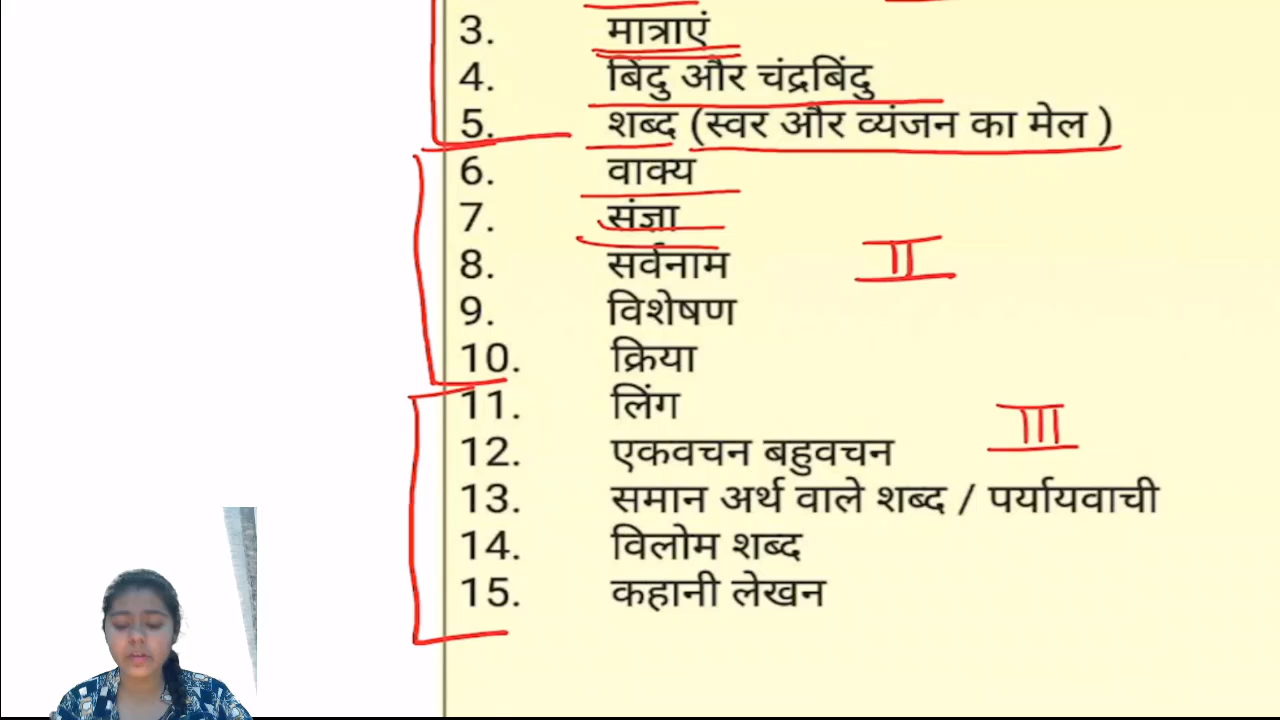 3. मात्राएं
4. बिंदु और चंद्रबिंदु
5. शब्द (स्वर और व्यंजन का मेल )
6. वाक्य
7. संज्ञा
8. सर्वनाम
II
9. विशेषण
10. क्रिया
11. लिंग
III
12. एकवचन बहुवचन
13. समान अर्थ वाले शब्द / पर्यायवाची
14. विलोम शब्द
15. कहानी लेखन